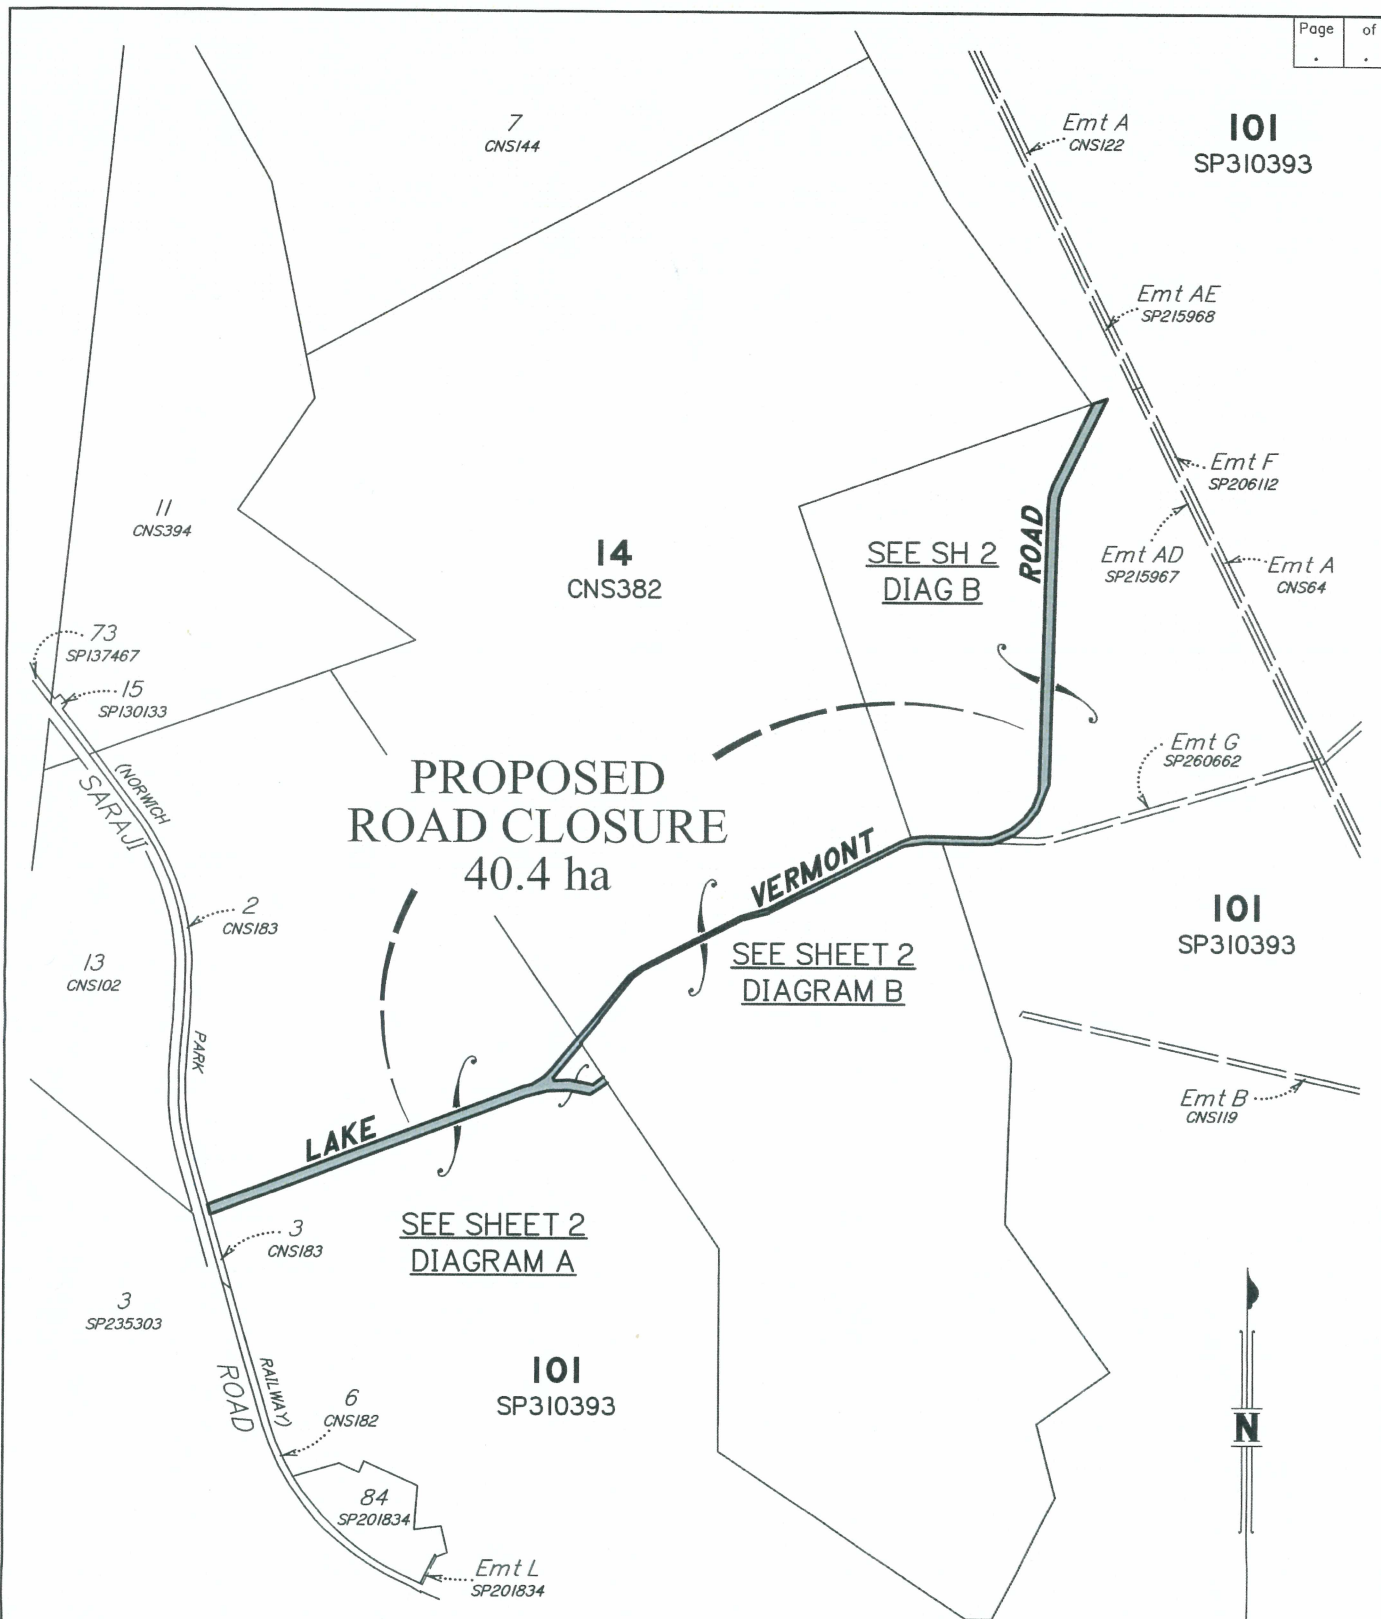 Page of
7
CNS144
Emt A
CNS122
101
SP310393
Emt AE
SP215968
Emt F
SP206112
11
CNS394
14
CNS382
SEE SH 2
DIAG B
ROAD
Emt AD
SP215967
Emt A
CNS64
73
SP137467
15
SP130133
(NORWICH
SARAJI
PROPOSED
ROAD CLOSURE
40.4 ha
Emt G
SP260662
VERMONT
2
CNS183
101
SP310393
13
CNS102
SEE SHEET 2
DIAGRAM B
PARK
Emt B
CNS119
LAKE
SEE SHEET 2
DIAGRAM A
3
CNS183
3
SP235303
101
SP310393
RAILWAY)
ROAD
6
CNS182
N
84
SP201834
Emt L
SP201834